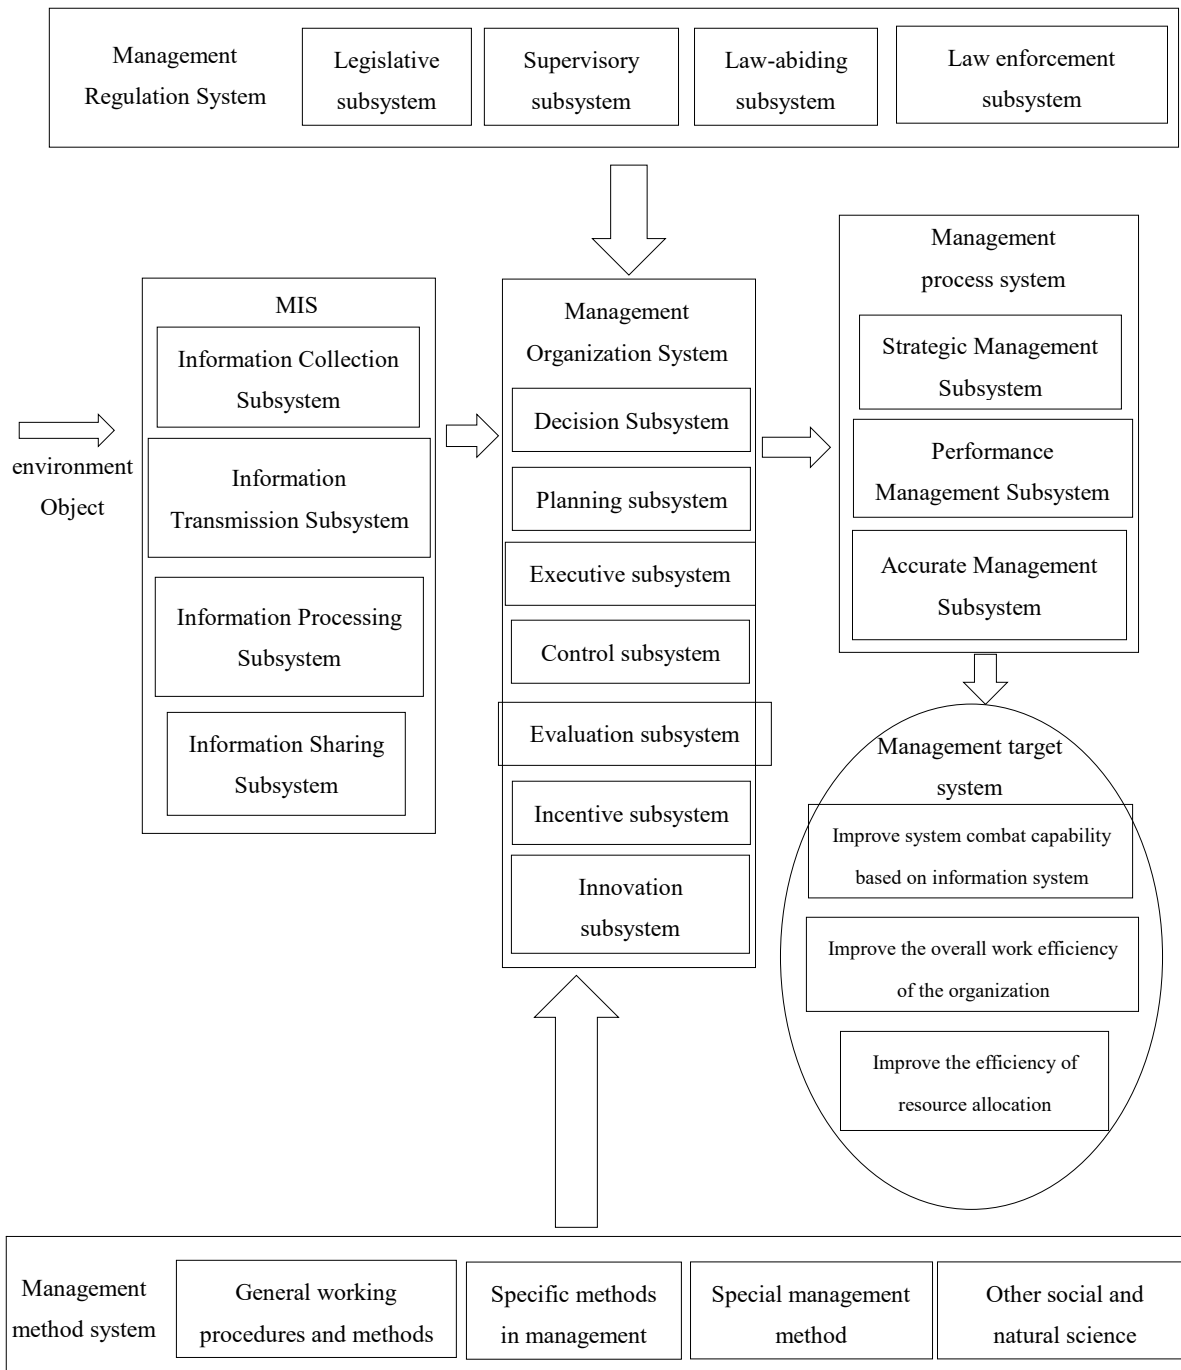 Management
Regulation System
Legislative
subsystem
Supervisory
subsystem
Law-abiding
subsystem
Law enforcement
subsystem
environment
Object
MIS
Information Collection
Subsystem
Information
Transmission Subsystem
Information Processing
Subsystem
Information Sharing
Subsystem
Management
Organization System
Decision Subsystem
Planning subsystem
Executive subsystem
Control subsystem
Evaluation subsystem
Incentive subsystem
Innovation
subsystem
Management
process system
Strategic Management
Subsystem
Performance
Management Subsystem
Accurate Management
Subsystem
Management target
system
Improve system combat capability
based on information system
Improve the overall work efficiency
of the organization
Improve the efficiency of
resource allocation
Management
method system
General working
procedures and methods
Specific methods
in management
Special management
method
Other social and
natural science